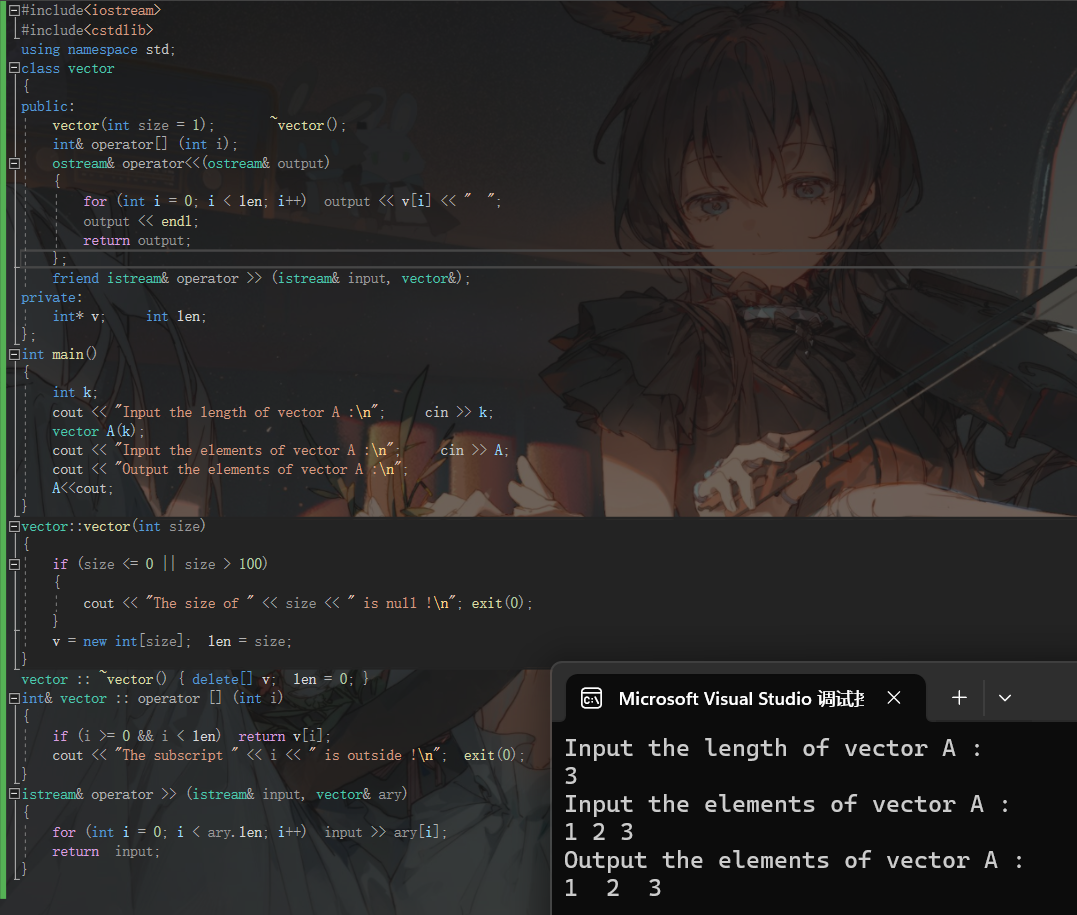 #include<iostream>
#include<cstdlib>
using namespace std;
class vector
{
public:
    vector(int size = 1);       ~vector();
    int& operator[] (int i);
    ostream& operator<<(ostream& output)
    {
        for (int i = 0; i < len; i++)  output << v[i] << "  ";
        output << endl;
        return output;
    };
    friend istream& operator >> (istream& input, vector&);
private:
    int* v;     int len;
};
int main()
{
    int k;
    cout << "Input the length of vector A :\n";     cin >> k;
    vector A(k);
    cout << "Input the elements of vector A :\n";     cin >> A;
    cout << "Output the elements of vector A :\n";
    A<<cout;
}
vector::vector(int size)
{
    if (size <= 0 || size > 100)
    {
        cout << "The size of " << size << " is null !\n"; exit(0);
    }
    v = new int[size];  len = size;
}
vector :: ~vector() { delete[] v;  len = 0; }
int& vector :: operator [] (int i)
{
    if (i >= 0 && i < len)  return v[i];
    cout << "The subscript " << i << " is outside !\n";  exit(0);
}
istream& operator >> (istream& input, vector& ary)
{
    for (int i = 0; i < ary.len; i++)  input >> ary[i];
    return  input;
}
Microsoft Visual Studio 调试
Input the length of vector A :
3
Input the elements of vector A :
1 2 3
Output the elements of vector A :
1  2  3